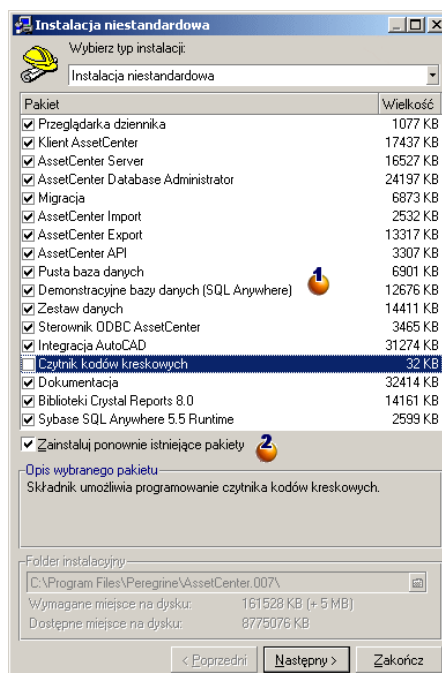 Instalacja niestandardowa
Wybierz typ instalacji:
Instalacja niestandardowa
Pakiet Wielkość
Przeglądarka dziennika 1077 KB
Klient AssetCenter 17437 KB
AssetCenter Server 16527 KB
AssetCenter Database Administrator 24197 KB
Migracja 6873 KB
AssetCenter Import 2532 KB
AssetCenter Export 13317 KB
AssetCenter API 3307 KB
Pusta baza danych 6901 KB
Demonstracyjne bazy danych (SQL Anywhere) 1 12676 KB
Zestaw danych 14411 KB
Sterownik ODBC AssetCenter 3465 KB
Integracja AutoCAD 31274 KB
Czytnik kodów kreskowych 32 KB
Dokumentacja 32414 KB
Biblioteki Crystal Reports 8.0 14161 KB
Sybase SQL Anywhere 5.5 Runtime 2599 KB
Zainstaluj ponownie istniejące pakiety 2
Opis wybranego pakietu
Składnik umożliwia programowanie czytnika kodów kreskowych.
Folder instalacyjny
C:\Program Files\Peregrine\AssetCenter.007\
Wymagane miejsce na dysku: 161528 KB (+ 5 MB)
Dostępne miejsce na dysku: 8775076 KB
< Poprzedni Następny > Zakończ